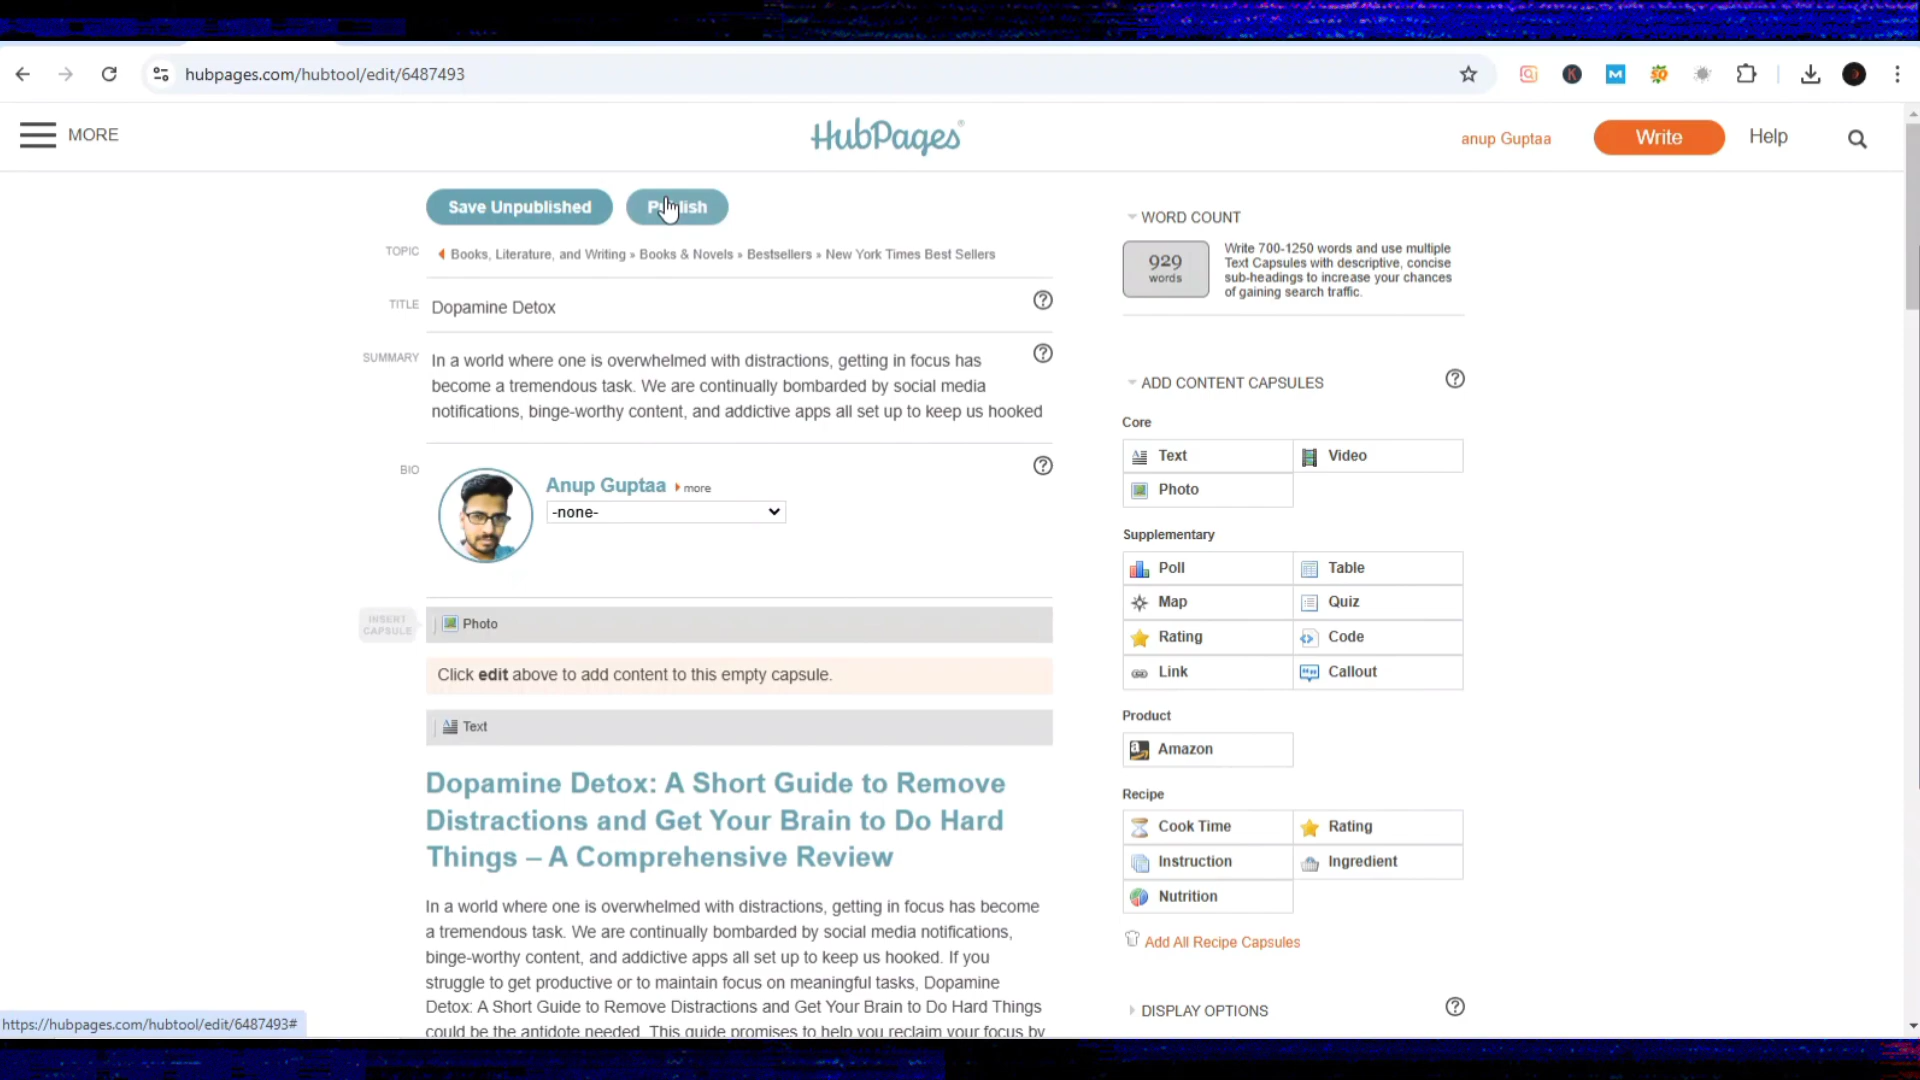 hubpages.com/hubtool/edit/6487493
MORE
HubPages
anup Guptaa
Write
Help
Save Unpublished
Publish
TOPIC
Books, Literature, and Writing » Books & Novels » Bestsellers » New York Times Best Sellers
TITLE
Dopamine Detox
SUMMARY
In a world where one is overwhelmed with distractions, getting in focus has
become a tremendous task. We are continually bombarded by social media
notifications, binge-worthy content, and addictive apps all set up to keep us hooked
BIO
Anup Guptaa
more
-none-
INSERT
CAPSULE
Photo
Click edit above to add content to this empty capsule.
Text
Dopamine Detox: A Short Guide to Remove
Distractions and Get Your Brain to Do Hard
Things – A Comprehensive Review
In a world where one is overwhelmed with distractions, getting in focus has become
a tremendous task. We are continually bombarded by social media notifications,
binge-worthy content, and addictive apps all set up to keep us hooked. If you
struggle to get productive or to maintain focus on meaningful tasks, Dopamine
Detox: A Short Guide to Remove Distractions and Get Your Brain to Do Hard Things
could be the antidote needed. This guide promises to help you reclaim your focus by
WORD COUNT
929
words
Write 700-1250 words and use multiple
Text Capsules with descriptive, concise
sub-headings to increase your chances
of gaining search traffic.
ADD CONTENT CAPSULES
Core
Text
Video
Photo
Supplementary
Poll
Table
Map
Quiz
Rating
Code
Link
Callout
Product
Amazon
Recipe
Cook Time
Rating
Instruction
Ingredient
Nutrition
Add All Recipe Capsules
DISPLAY OPTIONS
https://hubpages.com/hubtool/edit/6487493#